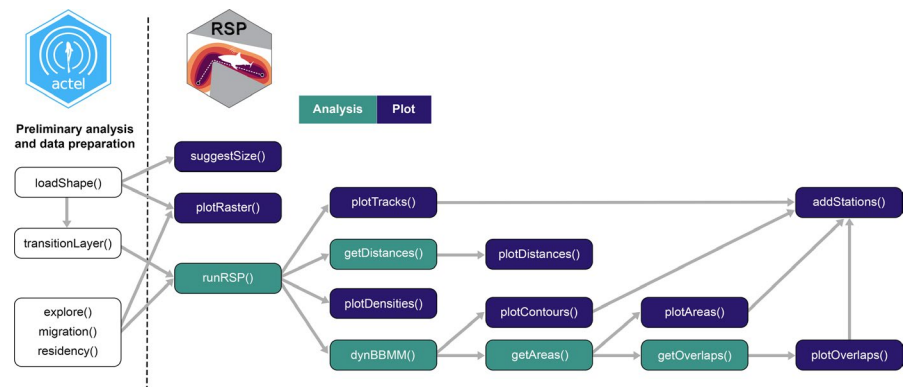 actel
RSP
Analysis
Plot
Preliminary analysis
and data preparation
loadShape()
transitionLayer()
explore()
migration()
residency()
suggestSize()
plotRaster()
runRSP()
plotTracks()
addStations()
getDistances()
plotDistances()
plotDensities()
plotContours()
plotAreas()
dynBBMM()
getAreas()
getOverlaps()
plotOverlaps()